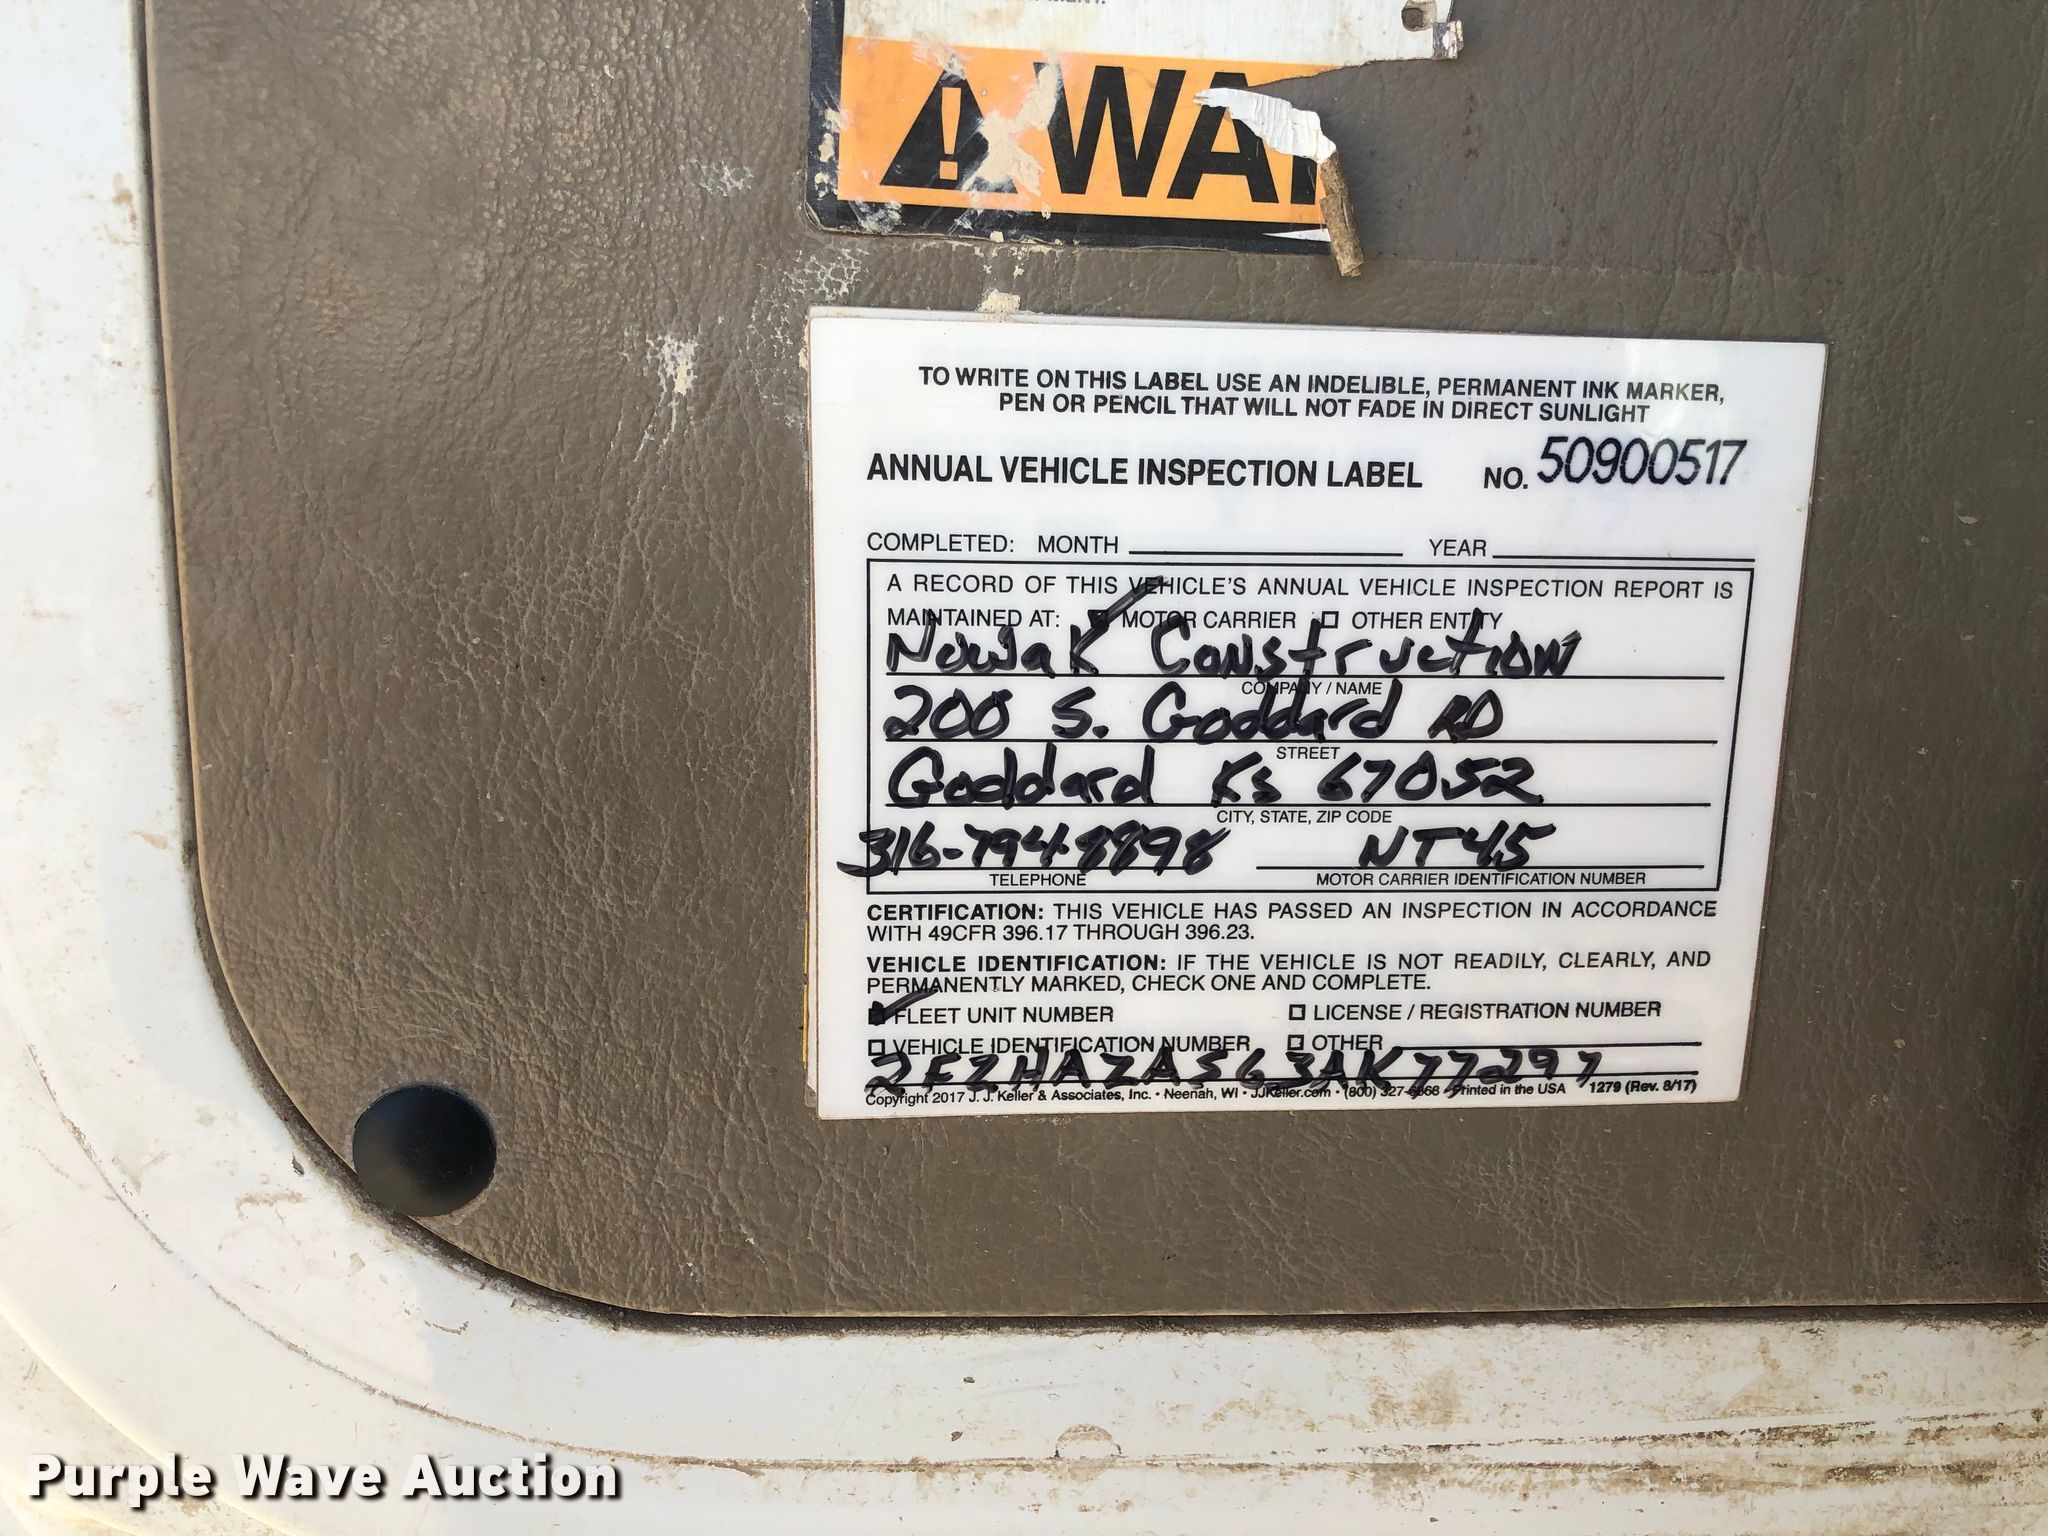 WA
TO WRITE ON THIS LABEL USE AN INDELIBLE, PERMANENT INK MARKER,
PEN OR PENCIL THAT WILL NOT FADE IN DIRECT SUNLIGHT
ANNUAL VEHICLE INSPECTION LABEL NO. 50900517
COMPLETED: MONTH YEAR
A RECORD OF THIS VEHICLE'S ANNUAL VEHICLE INSPECTION REPORT IS
MAINTAINED AT: MOTOR CARRIER OTHER ENTITY
Nowak Construction
COMPANY / NAME
200 S. Goddard RD
STREET
Goddard Ks 67052
CITY, STATE, ZIP CODE
316-794-8898 NT45
TELEPHONE MOTOR CARRIER IDENTIFICATION NUMBER
CERTIFICATION: THIS VEHICLE HAS PASSED AN INSPECTION IN ACCORDANCE
WITH 49CFR 396.17 THROUGH 396.23.
VEHICLE IDENTIFICATION: IF THE VEHICLE IS NOT READILY, CLEARLY, AND
PERMANENTLY MARKED, CHECK ONE AND COMPLETE.
FLEET UNIT NUMBER LICENSE / REGISTRATION NUMBER
VEHICLE IDENTIFICATION NUMBER OTHER
2FZHAZAS63AK77297
Copyright 2017 J. J. Keller & Associates, Inc. • Neenah, WI • JJKeller.com • (800) 327-6868 • Printed in the USA 1279 (Rev. 8/17)
Purple Wave Auction